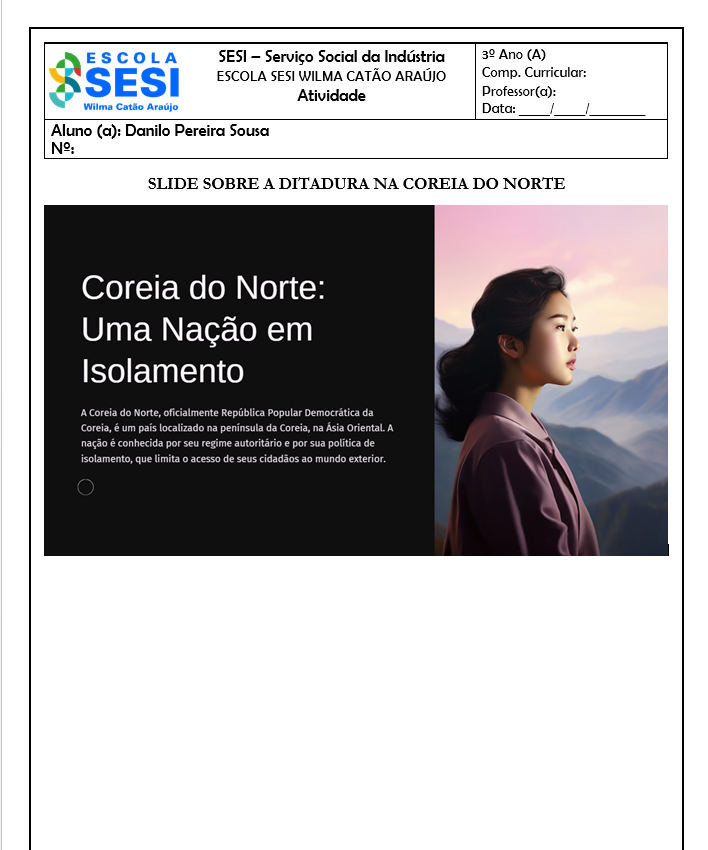 ESCOLA
SESI
Wilma Catão Araújo
SESI – Serviço Social da Indústria
ESCOLA SESI WILMA CATÃO ARAÚJO
Atividade
3º Ano (A)
Comp. Curricular:
Professor(a):
Data: ____/____/_______
Aluno (a): Danilo Pereira Sousa
Nº:
SLIDE SOBRE A DITADURA NA COREIA DO NORTE
Coreia do Norte:
Uma Nação em
Isolamento
A Coreia do Norte, oficialmente República Popular Democrática da
Coreia, é um país localizado na península da Coreia, na Ásia Oriental. A
nação é conhecida por seu regime autoritário e por sua política de
isolamento, que limita o acesso de seus cidadãos ao mundo exterior.